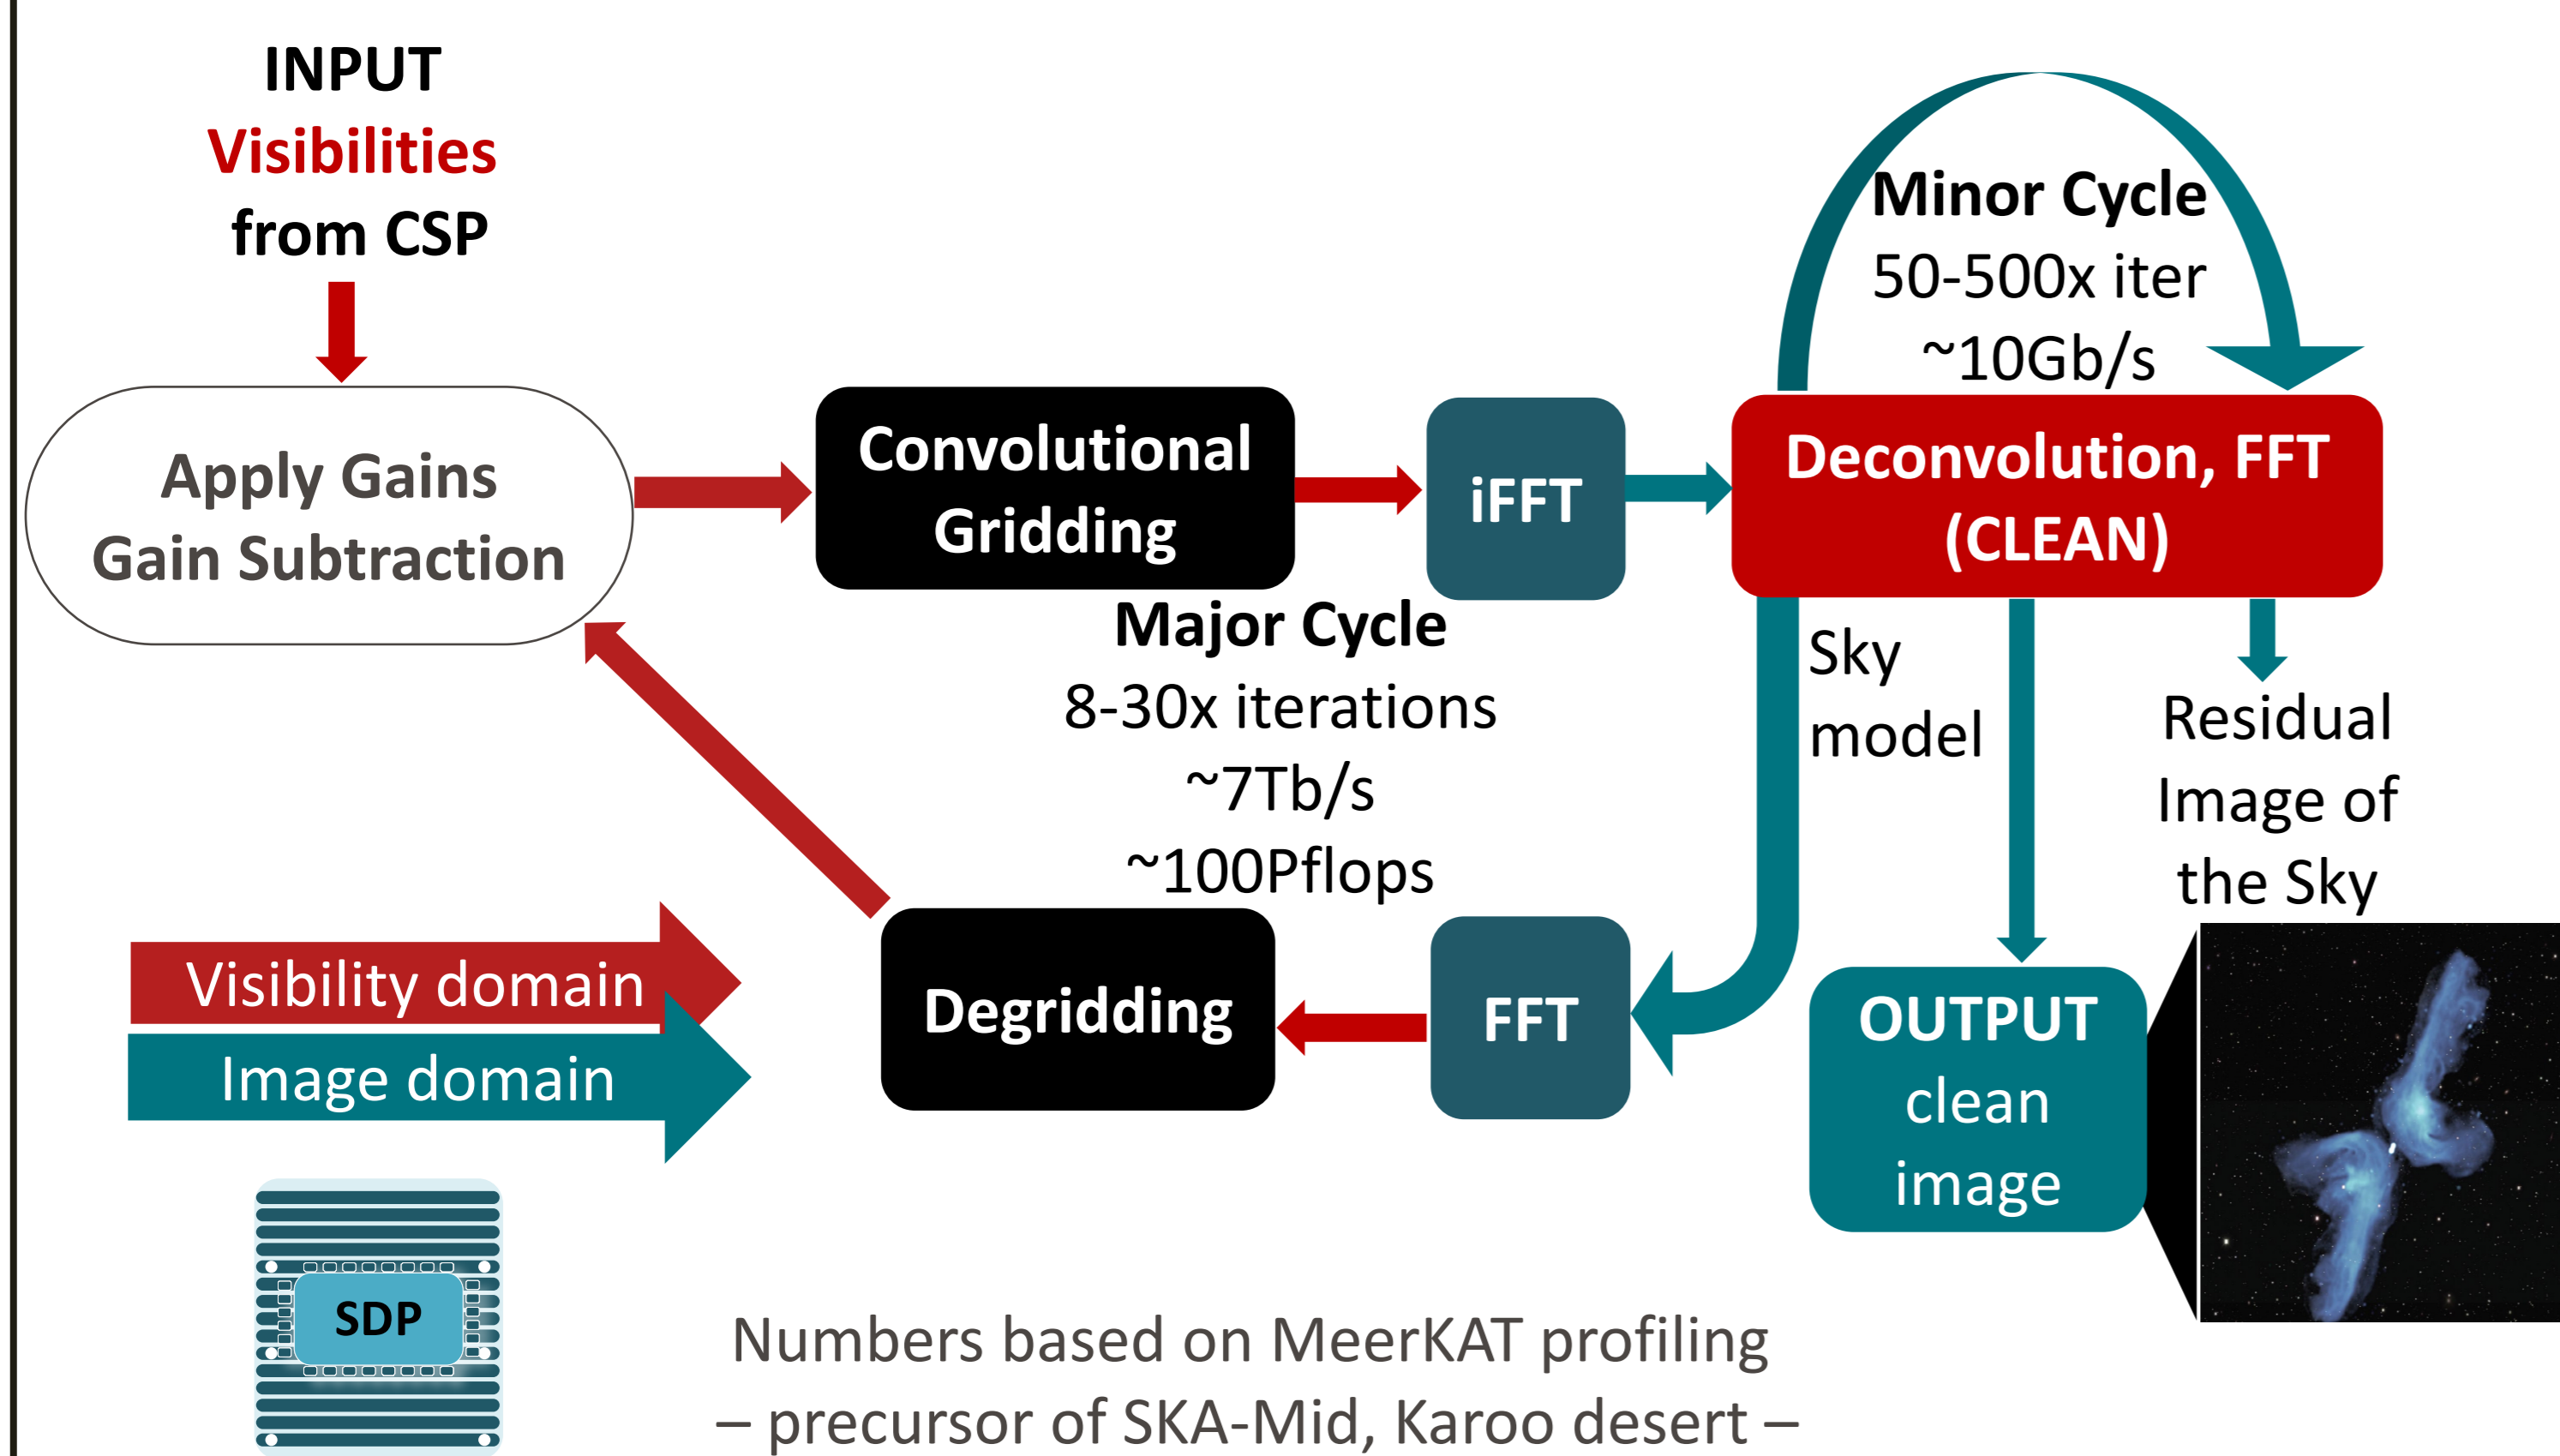 INPUT
Visibilities
from CSP
Apply Gains
Gain Subtraction
Convolutional
Gridding
iFFT
Minor Cycle
50-500x iter
~10Gb/s
Deconvolution, FFT
(CLEAN)
Major Cycle
8-30x iterations
~7Tb/s
~100Pflops
Sky
model
Residual
Image of
the Sky
Visibility domain
Image domain
Degridding
FFT
OUTPUT
clean
image
SDP
Numbers based on MeerKAT profiling
– precursor of SKA-Mid, Karoo desert –